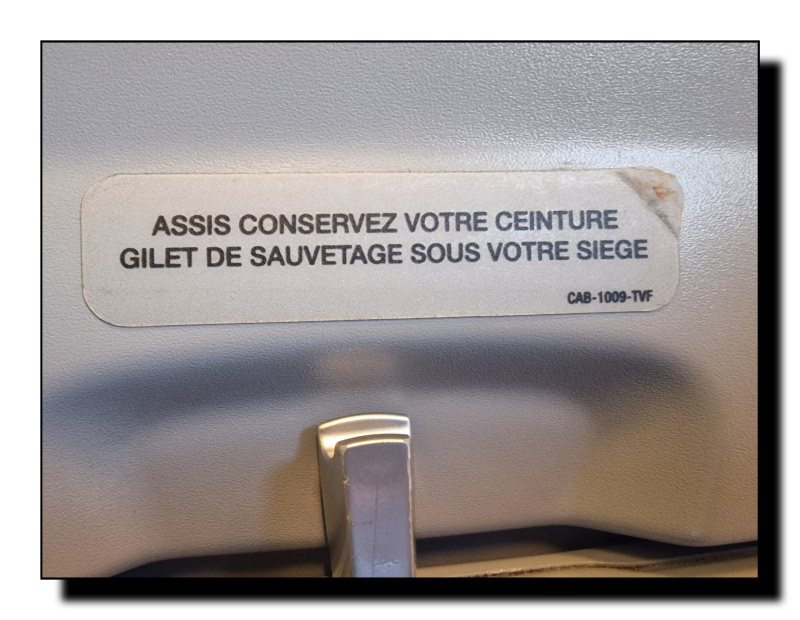 ASSIS CONSERVEZ VOTRE CEINTURE
GILET DE SAUVETAGE SOUS VOTRE SIEGE
CAB-1009-TVF